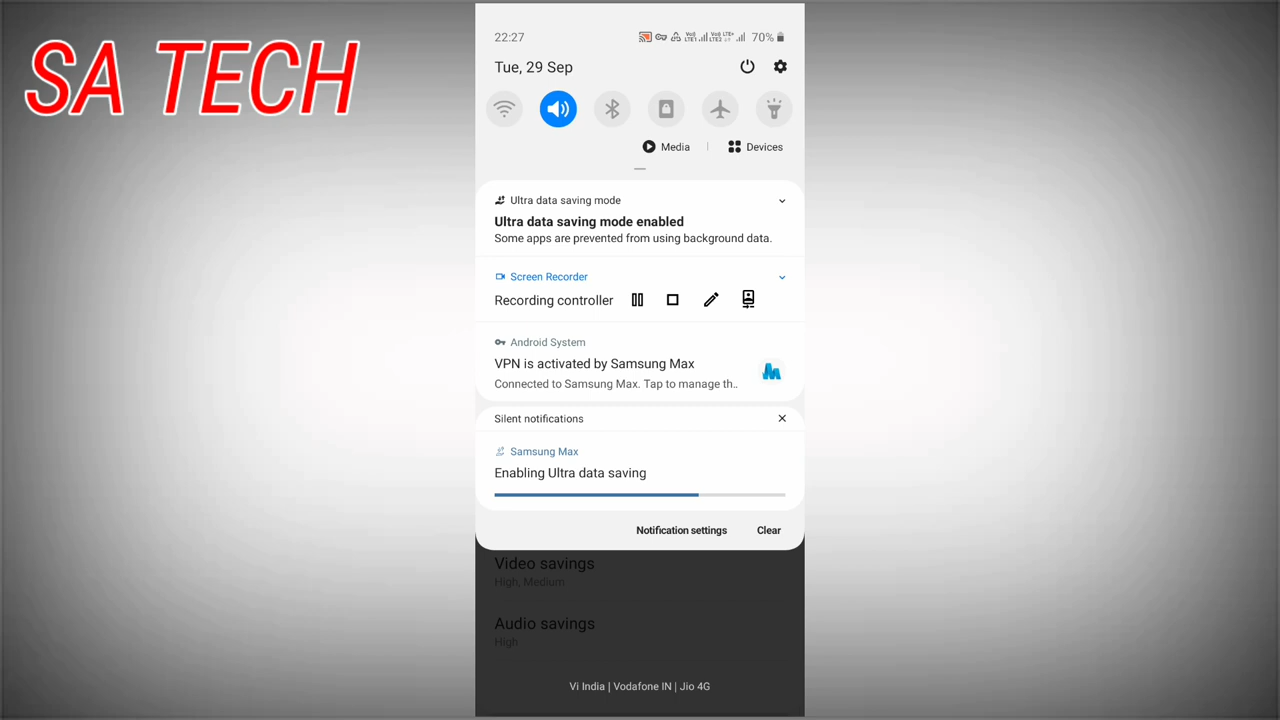 SA TECH
22:27
70%
Tue, 29 Sep
Media | Devices
Ultra data saving mode
Ultra data saving mode enabled
Some apps are prevented from using background data.
Screen Recorder
Recording controller
Android System
VPN is activated by Samsung Max
Connected to Samsung Max. Tap to manage th..
Silent notifications
Samsung Max
Enabling Ultra data saving
Notification settings Clear
Video savings
High, Medium
Audio savings
High
Vi India | Vodafone IN | Jio 4G